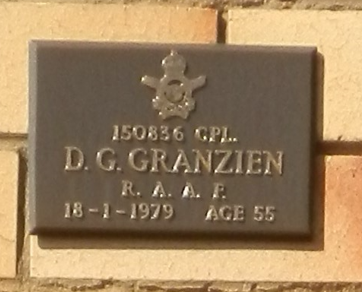 150836 CPL.
D. G. GRANZIEN
R. A. A. F.
18-1-1979 AGE 55